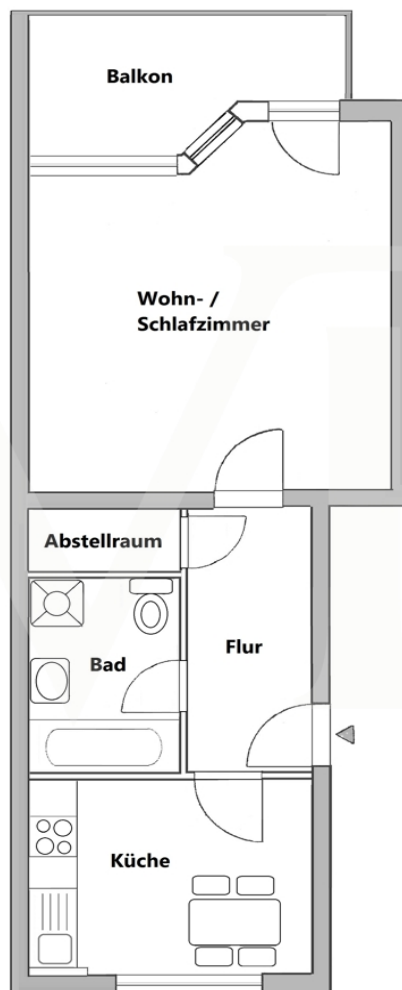 Balkon
Wohn- /
Schlafzimmer
Abstellraum
Bad
Flur
Küche